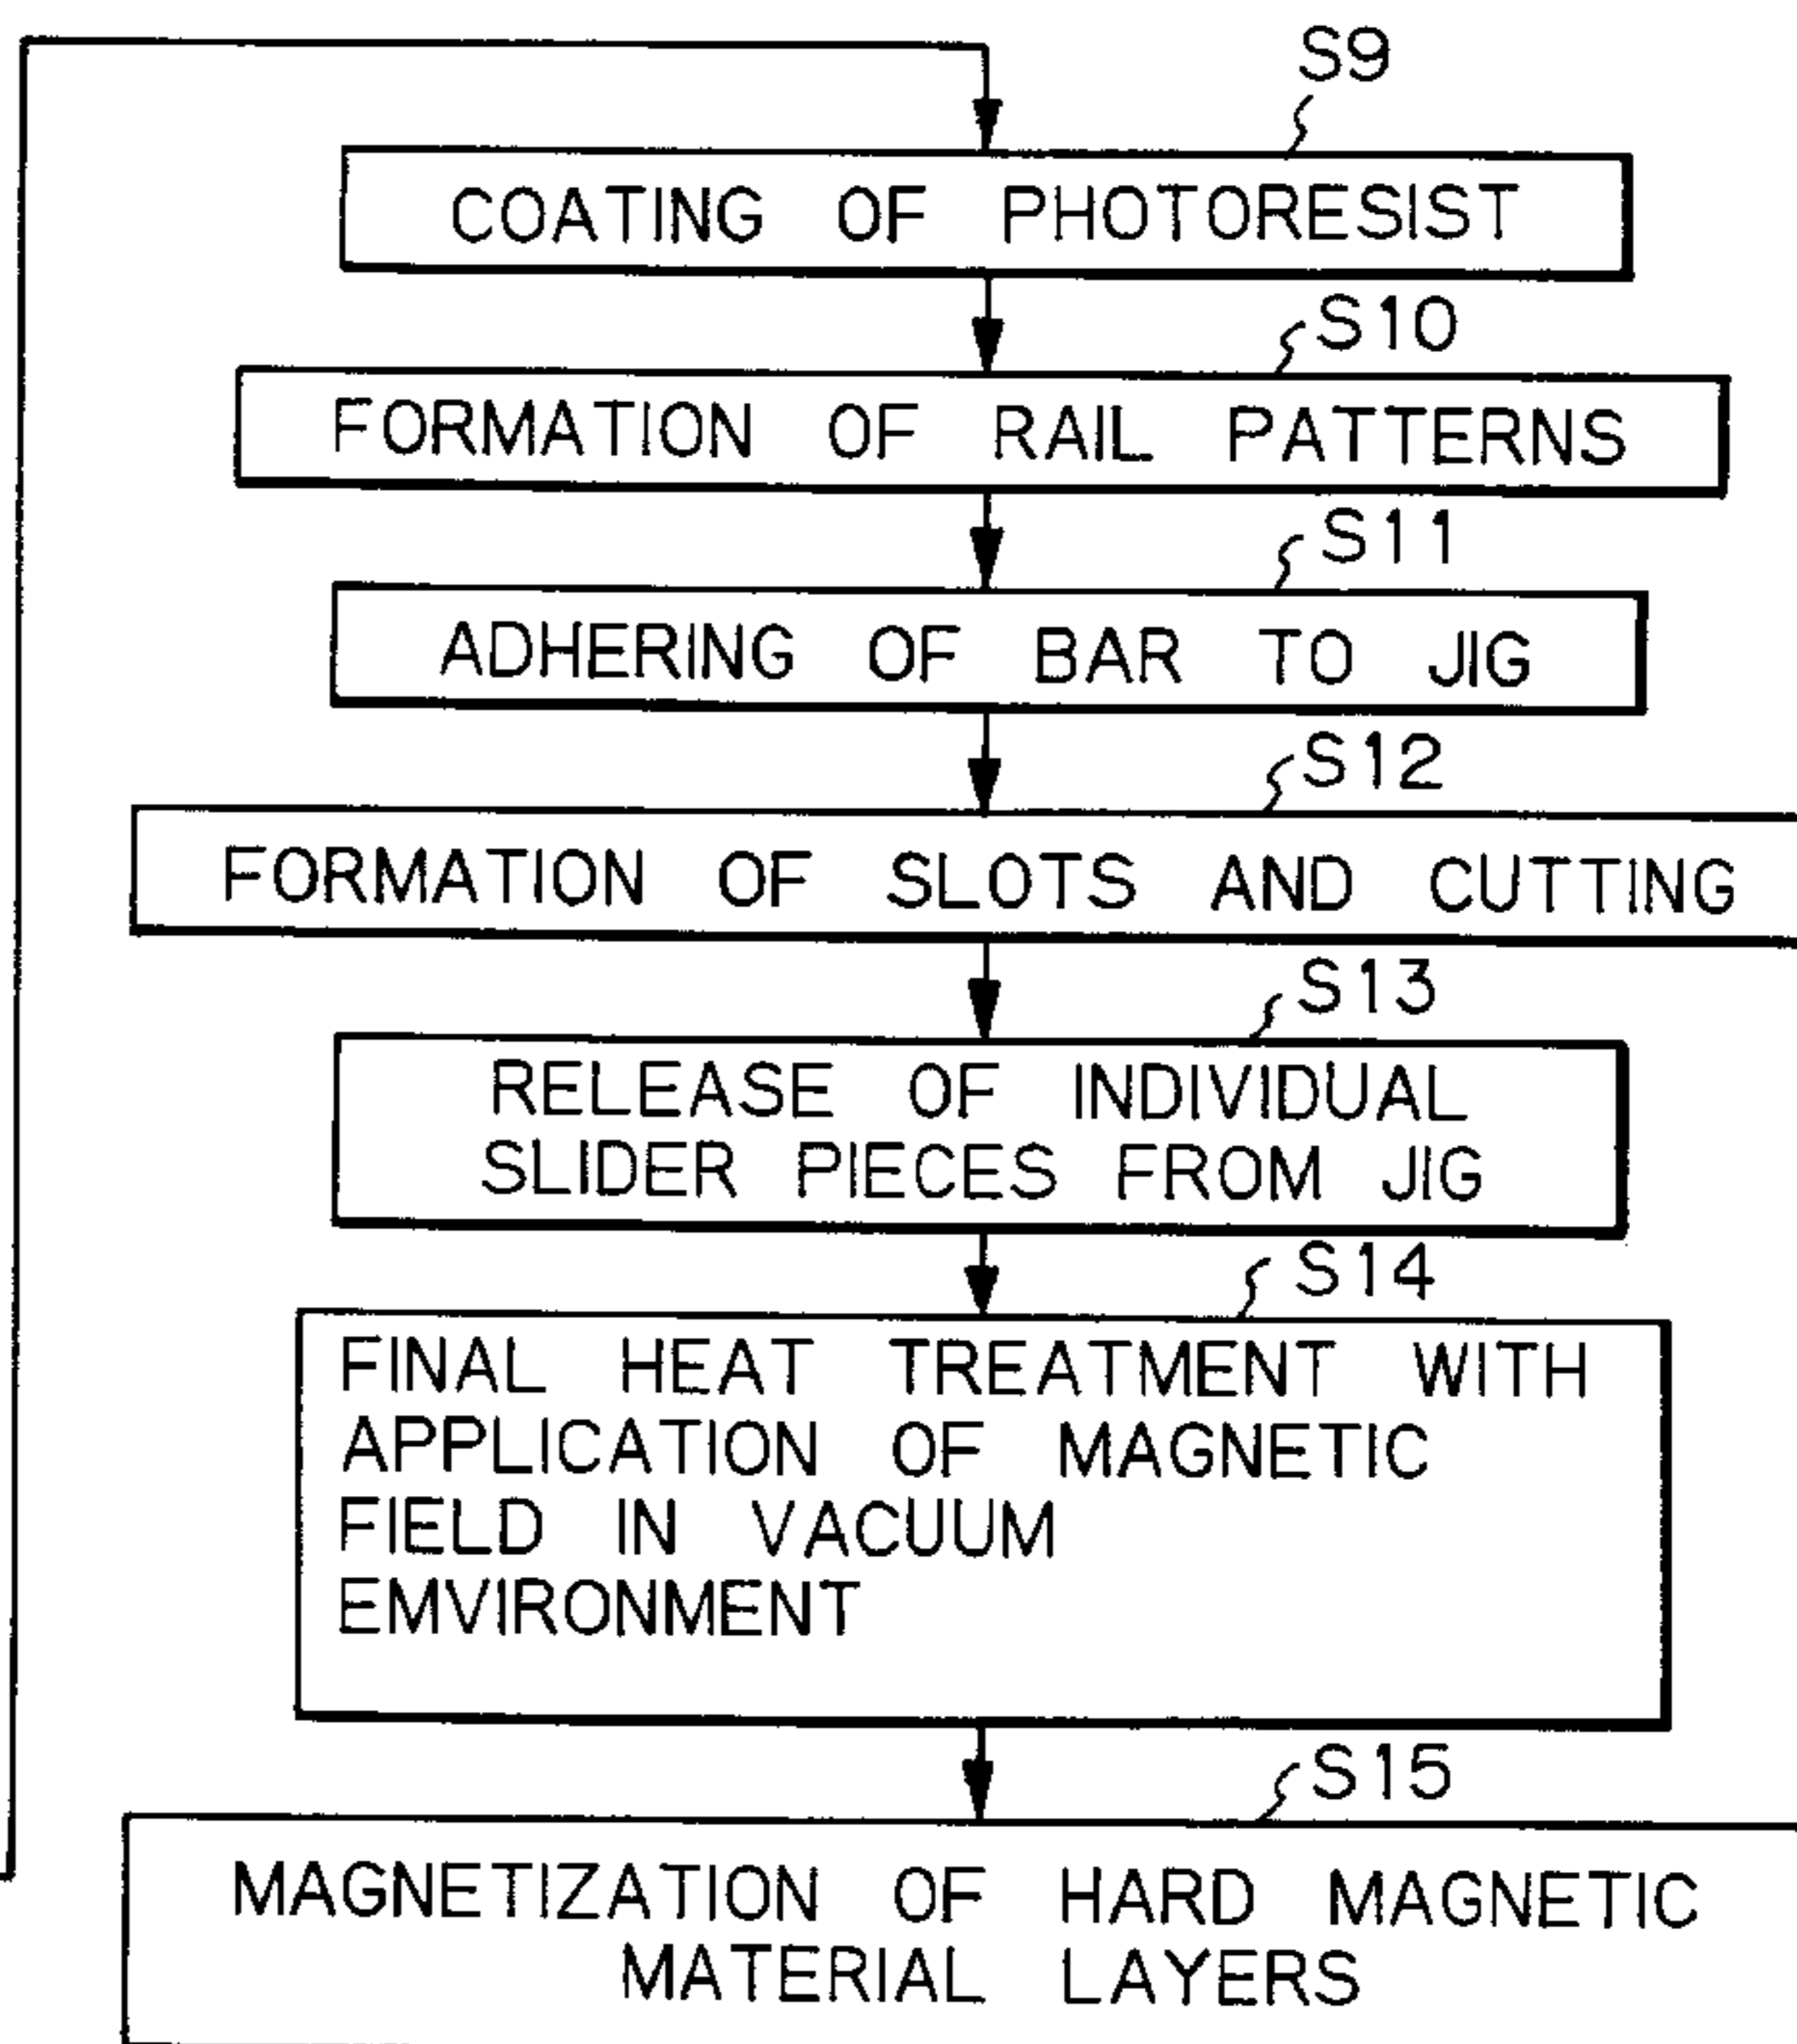 S9
COATING OF PHOTORESIST
S10
FORMATION OF RAIL PATTERNS
S11
ADHERING OF BAR TO JIG
S12
FORMATION OF SLOTS AND CUTTING
S13
RELEASE OF INDIVIDUAL
SLIDER PIECES FROM JIG
S14
FINAL HEAT TREATMENT WITH
APPLICATION OF MAGNETIC
FIELD IN VACUUM
EMVIRONMENT
S15
MAGNETIZATION OF HARD MAGNETIC
MATERIAL LAYERS